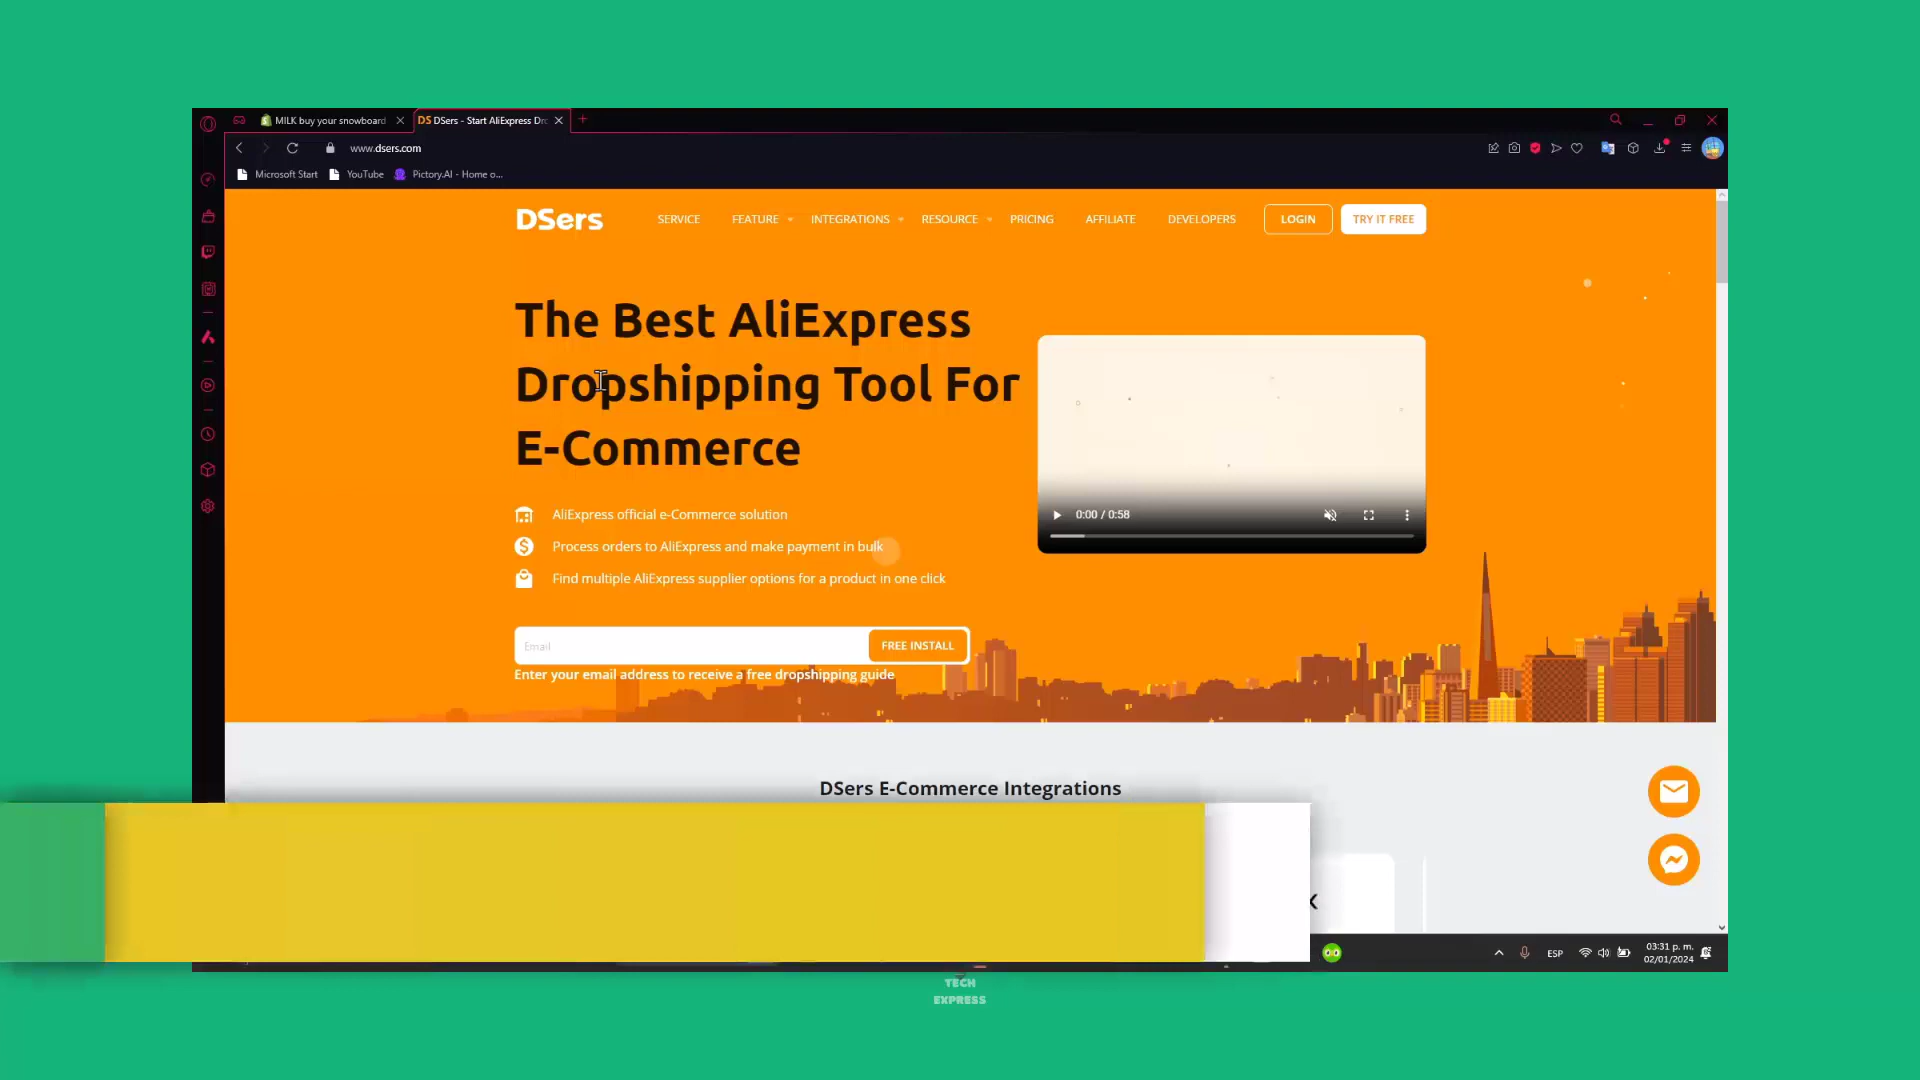 MILK buy your snowboard
DS DSers - Start AliExpress Dro
www.dsers.com
Microsoft Start
YouTube
Pictory.AI - Home o...
DSers
SERVICE
FEATURE
INTEGRATIONS
RESOURCE
PRICING
AFFILIATE
DEVELOPERS
LOGIN
TRY IT FREE
The Best AliExpress
Dropshipping Tool For
E-Commerce
0:00 / 0:58
AliExpress official e-Commerce solution
Process orders to AliExpress and make payment in bulk
Find multiple AliExpress supplier options for a product in one click
Email
FREE INSTALL
Enter your email address to receive a free dropshipping guide
DSers E-Commerce Integrations
ESP
03:31 p. m.
02/01/2024
TECH
EXPRESS